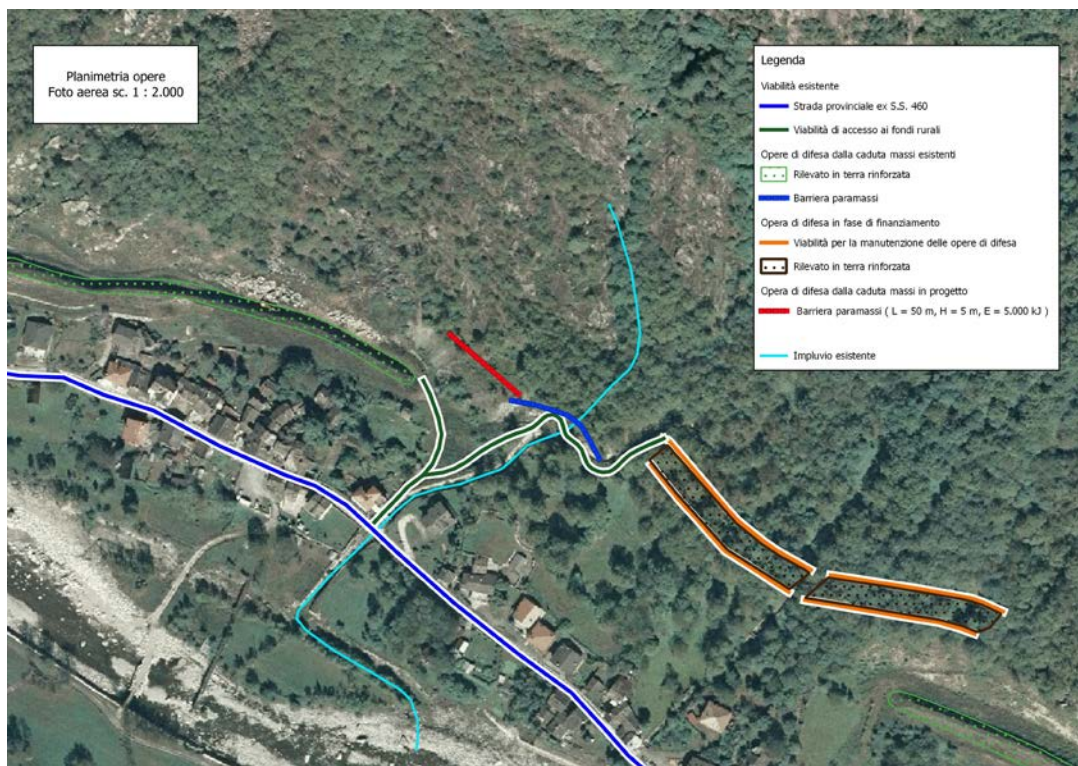 Planimetria opere
Foto aerea sc. 1 : 2.000
Legenda
Viabilità esistente
Strada provinciale ex S.S. 460
Viabilità di accesso ai fondi rurali
Opere di difesa dalla caduta massi esistenti
Rilevato in terra rinforzata
Barriera paramassi
Opera di difesa in fase di finanziamento
Viabilità per la manutenzione delle opere di difesa
Rilevato in terra rinforzata
Opera di difesa dalla caduta massi in progetto
Barriera paramassi ( L = 50 m, H = 5 m, E = 5.000 kJ )
Impluvio esistente